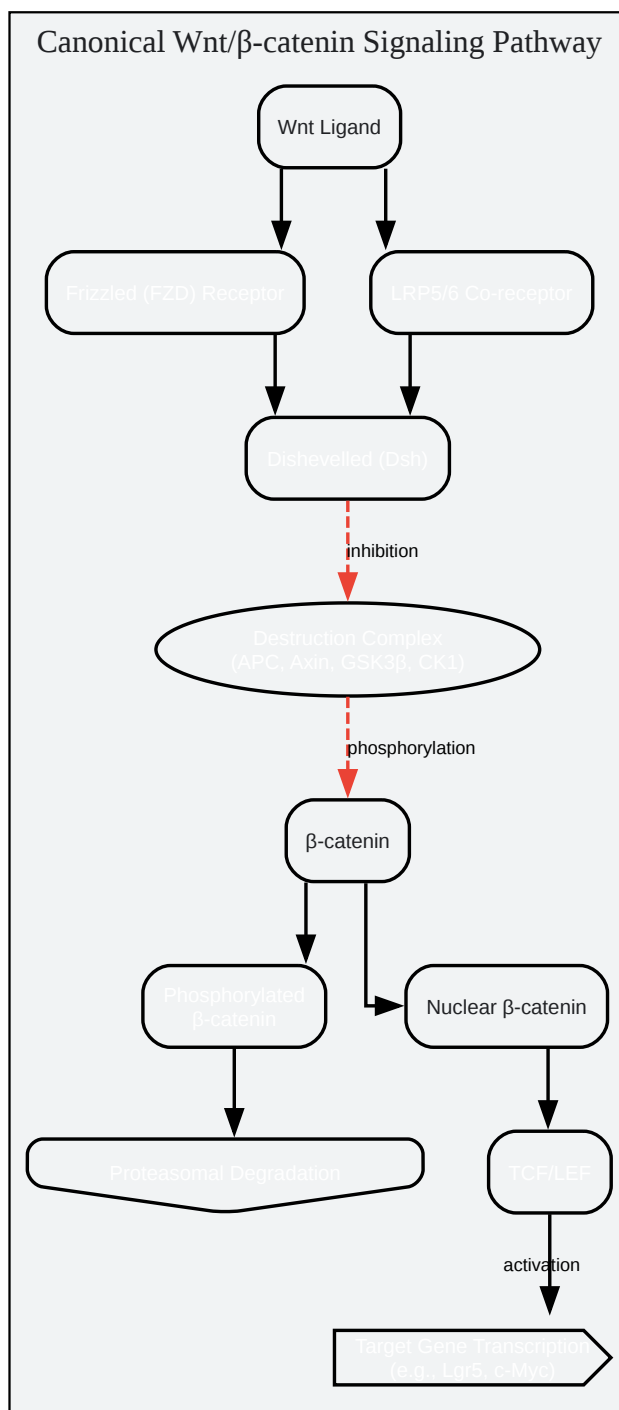 Canonical Wnt/β-catenin Signaling Pathway
Wnt Ligand
Frizzled (FZD) Receptor
LRP5/6 Co-receptor
Dishevelled (Dsh)
inhibition
Destruction Complex
(APC, Axin, GSK3β, CK1)
phosphorylation
β-catenin
Phosphorylated
β-catenin
Nuclear β-catenin
Proteasomal Degradation
TCF/LEF
activation
Target Gene Transcription
(e.g., Lgr5, c-Myc)